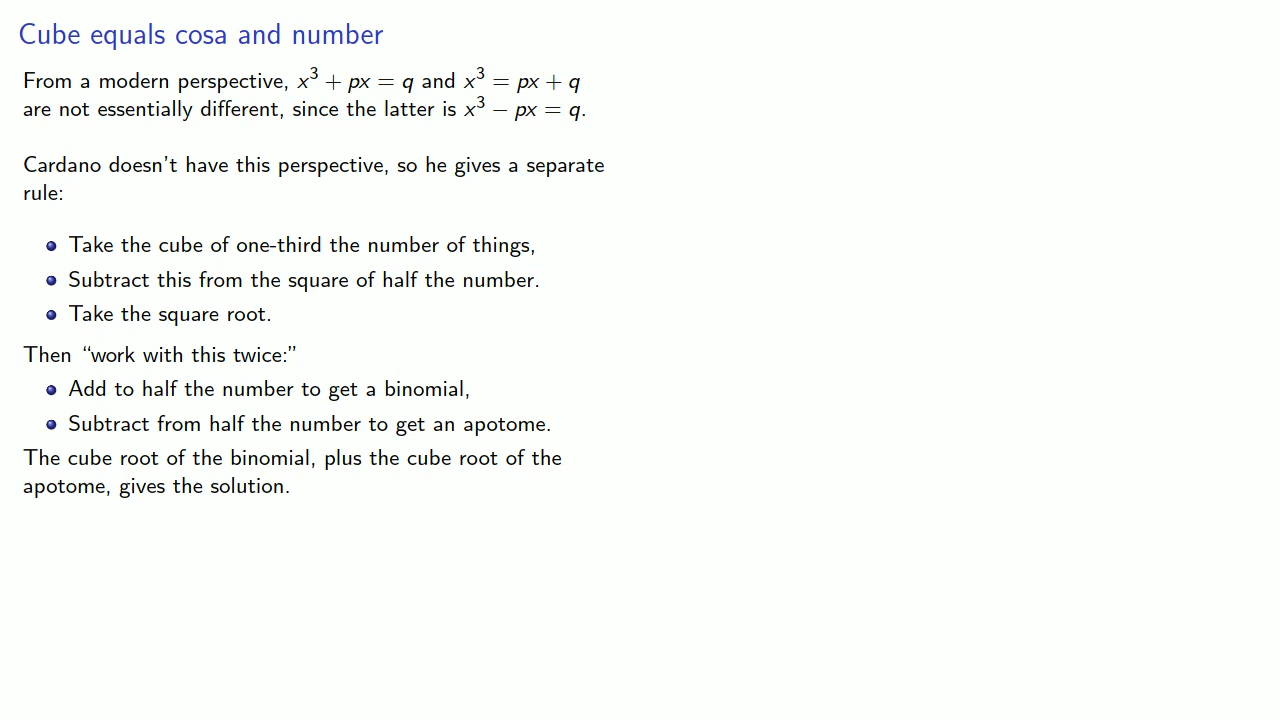 Cube equals cosa and number
From a modern perspective, x³ + px = q and x³ = px + q
are not essentially different, since the latter is x³ − px = q.
Cardano doesn't have this perspective, so he gives a separate
rule:
Take the cube of one-third the number of things,
Subtract this from the square of half the number.
Take the square root.
Then “work with this twice:”
Add to half the number to get a binomial,
Subtract from half the number to get an apotome.
The cube root of the binomial, plus the cube root of the
apotome, gives the solution.